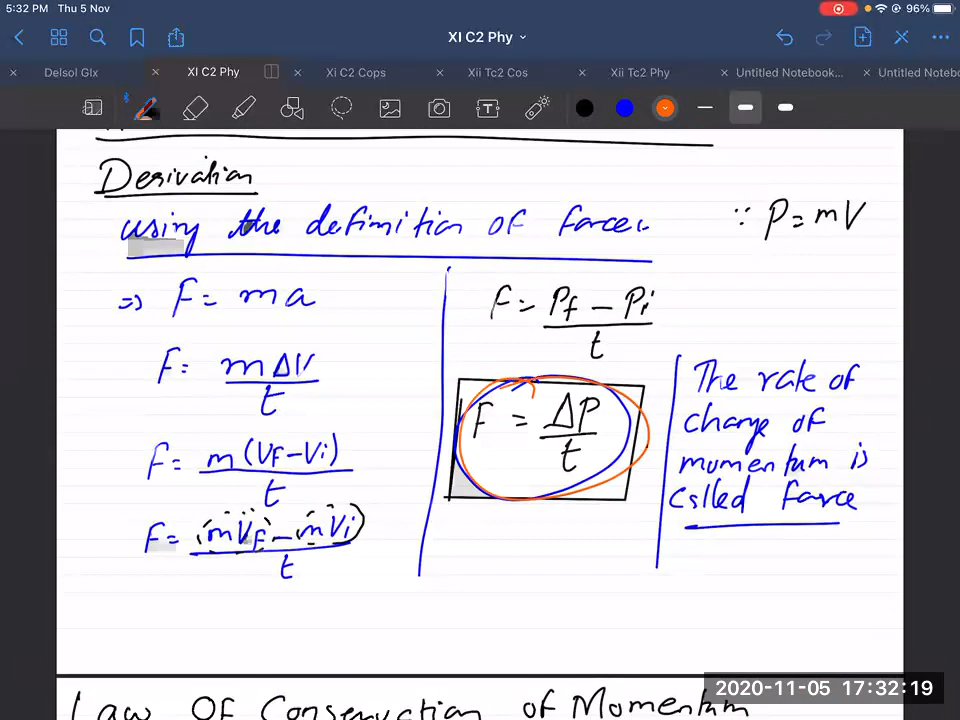 5:32 PM Thu 5 Nov
96%
XI C2 Phy
Delsol Glx
XI C2 Phy
Xi C2 Cops
Xii Tc2 Cos
Xii Tc2 Phy
Untitled Notebook...
Untitled Notebo
Derivation
using the definition of force.
∵ P = mV
⇒ F = ma
F = mΔV
t
F = m(VF – Vi)
t
F = mVF – mVi
t
F = Pf – Pi
t
F = ΔP
t
The rate of
change of
momentum is
cslled Farce
Law Of Conservation of Momentum
2020-11-05 17:32:19